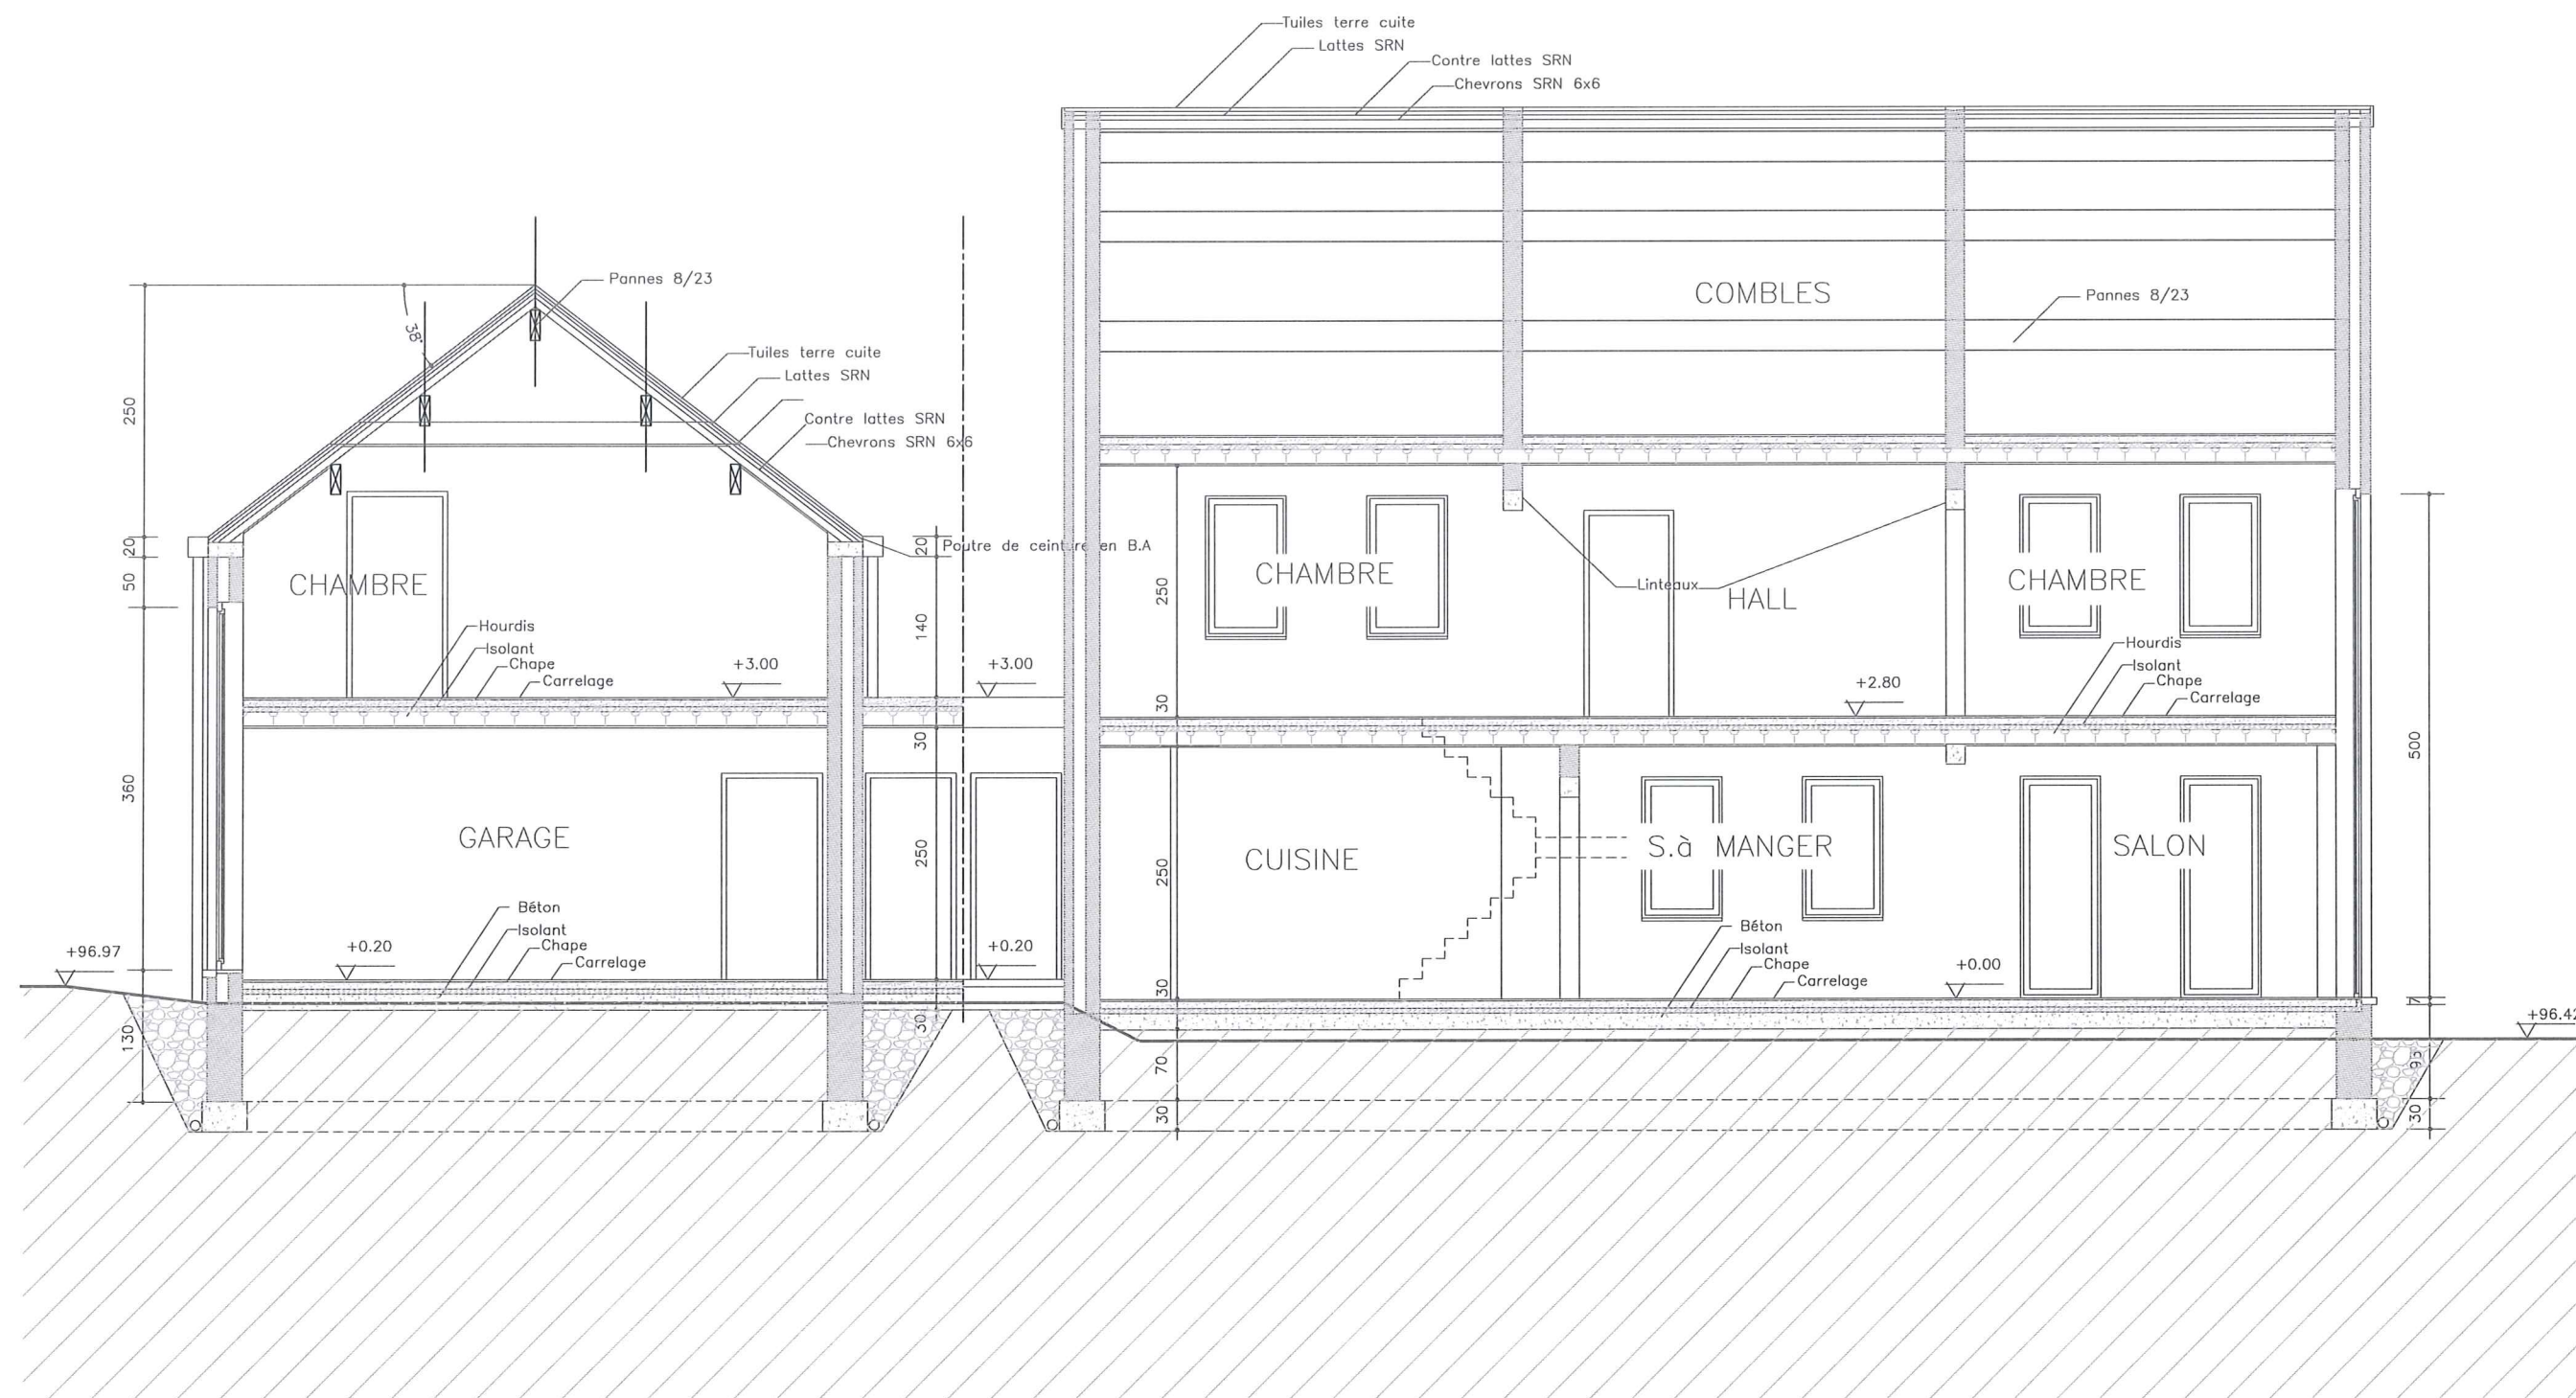 Tuiles terre cuite
Lattes SRN
Contre lattes SRN
Chevrons SRN 6x6
Pannes 8/23
38°
COMBLES
Pannes 8/23
Tuiles terre cuite
Lattes SRN
Contre lattes SRN
Chevrons SRN 6x6
250
20
50
360
130
20
Poutre de ceinture en B.A
140
30
250
30
CHAMBRE
Hourdis
Isolant
Chape
Carrelage
+3.00
+3.00
CHAMBRE
250
30
Linteaux
HALL
CHAMBRE
+2.80
Hourdis
Isolant
Chape
Carrelage
500
GARAGE
CUISINE
250
30
S.à MANGER
SALON
Béton
Isolant
Chape
Carrelage
+96.97
+0.20
+0.20
Béton
Isolant
Chape
Carrelage
+0.00
7
+96.42
70
30
93
30